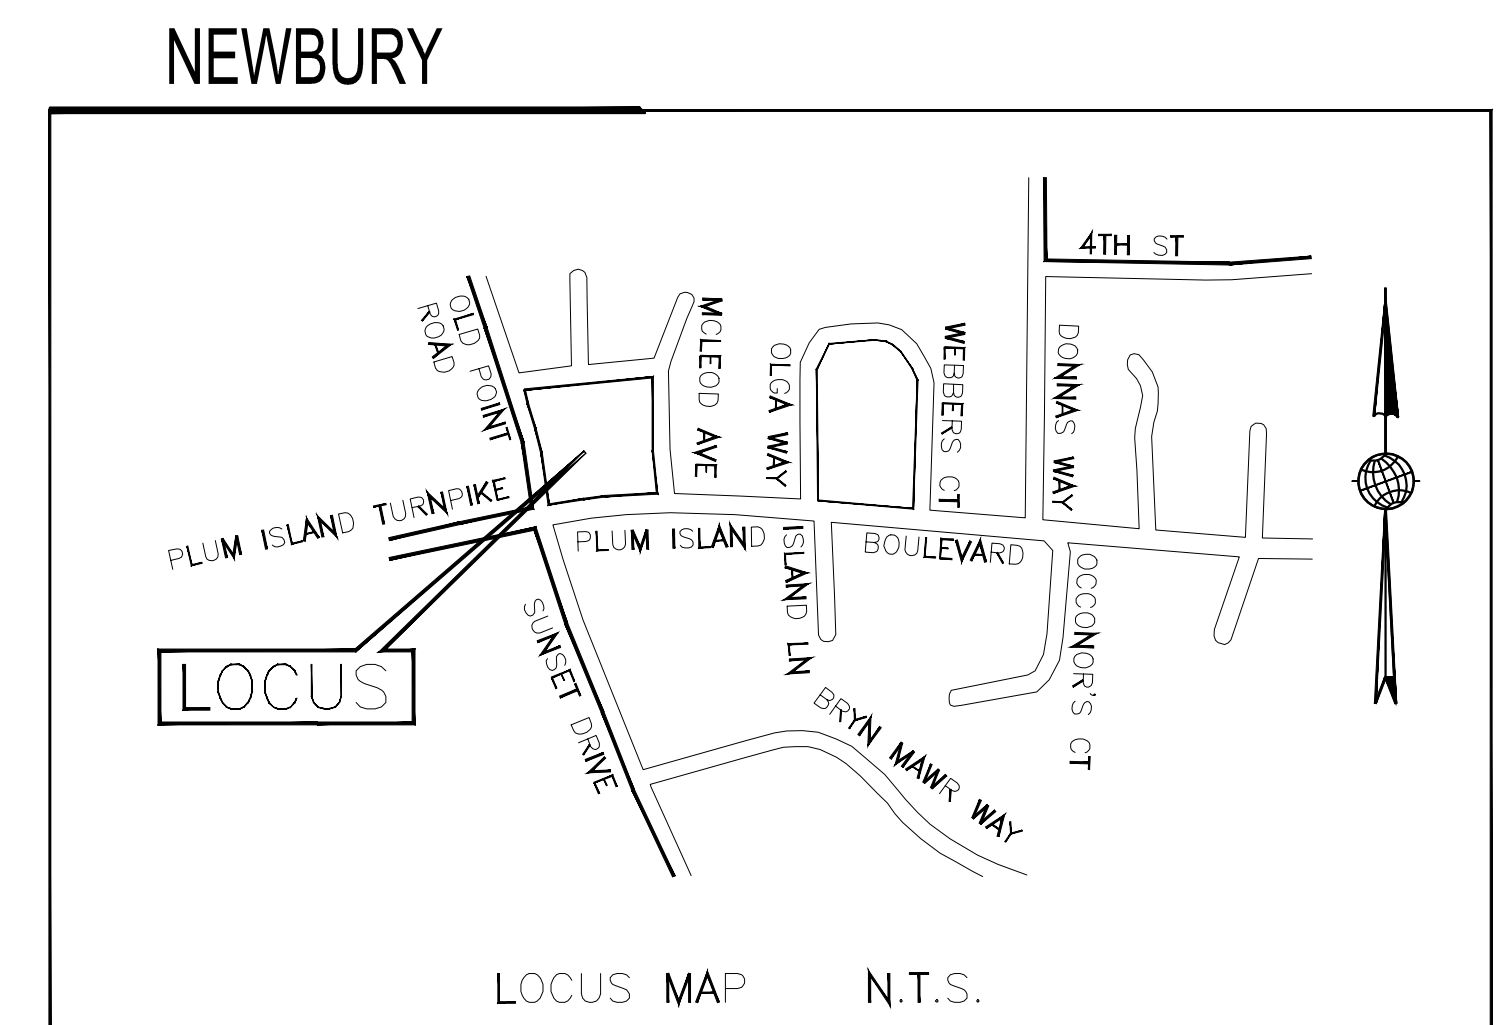 NEWBURY
4TH ST
OLD POINT
ROAD
MCLEOD AVE
OLGA WAY
WEBBERS CT
DONNAS WAY
PLUM ISLAND TURNPIKE
PLUM ISLAND BOULEVARD
ISLAND LN
OCCONOR'S CT
SUNSET DRIVE
LOCUS
BRYN MAWR WAY
LOCUS MAP N.T.S.